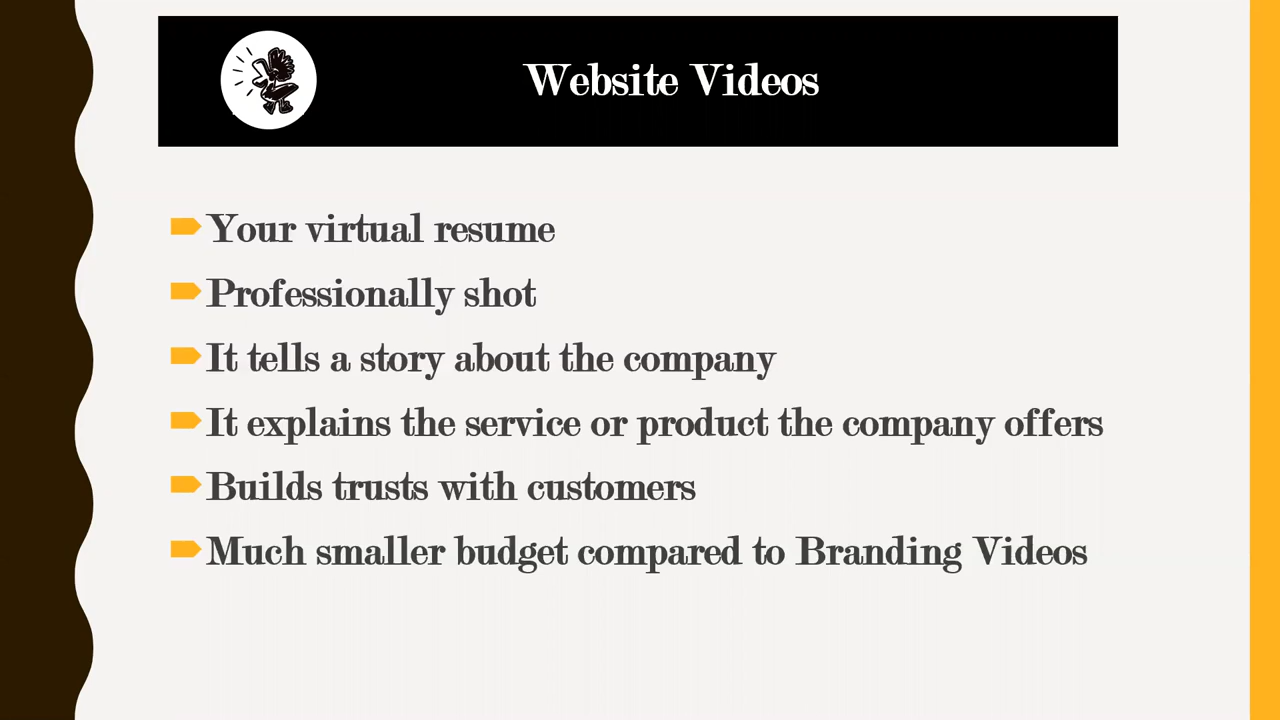 Website Videos
Your virtual resume
Professionally shot
It tells a story about the company
It explains the service or product the company offers
Builds trusts with customers
Much smaller budget compared to Branding Videos